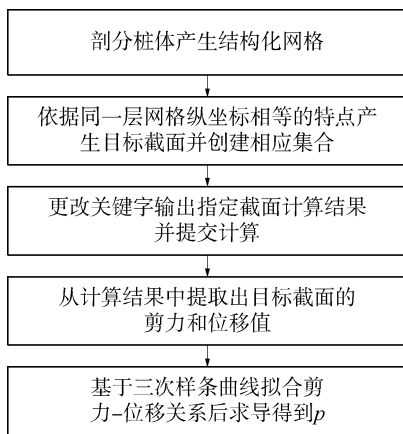 剖分桩体产生结构化网格
依据同一层网格纵坐标相等的特点产
生目标截面并创建相应集合
更改关键字输出指定截面计算结果
并提交计算
从计算结果中提取出目标截面的
剪力和位移值
基于三次样条曲线拟合剪
力-位移关系后求导得到p